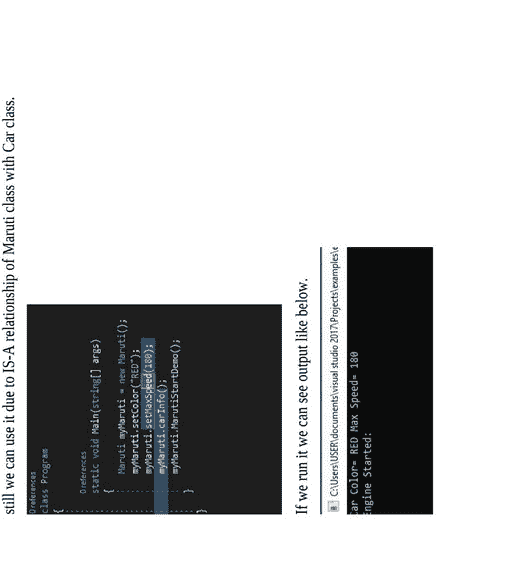 still we can use it due to IS-A relationship of Maruti class with Car class.
0 references
class Program
{
0 references
static void Main(string[] args)
{
Maruti myMaruti = new Maruti();
myMaruti.setColor("RED");
myMaruti.setMaxSpeed(180);
myMaruti.carInfo();
myMaruti.MarutiStartDemo();
}
}
If we run it we can see output like below.
C:\Users\USER\documents\visual studio 2017\Projects\examples\
Car Color= RED Max Speed= 180
Engine Started: